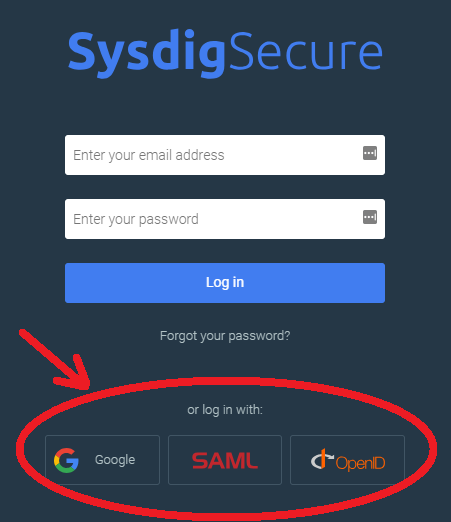 SysdigSecure
Enter your email address
Enter your password
Log in
Forgot your password?
or log in with:
Google SAML OpenID